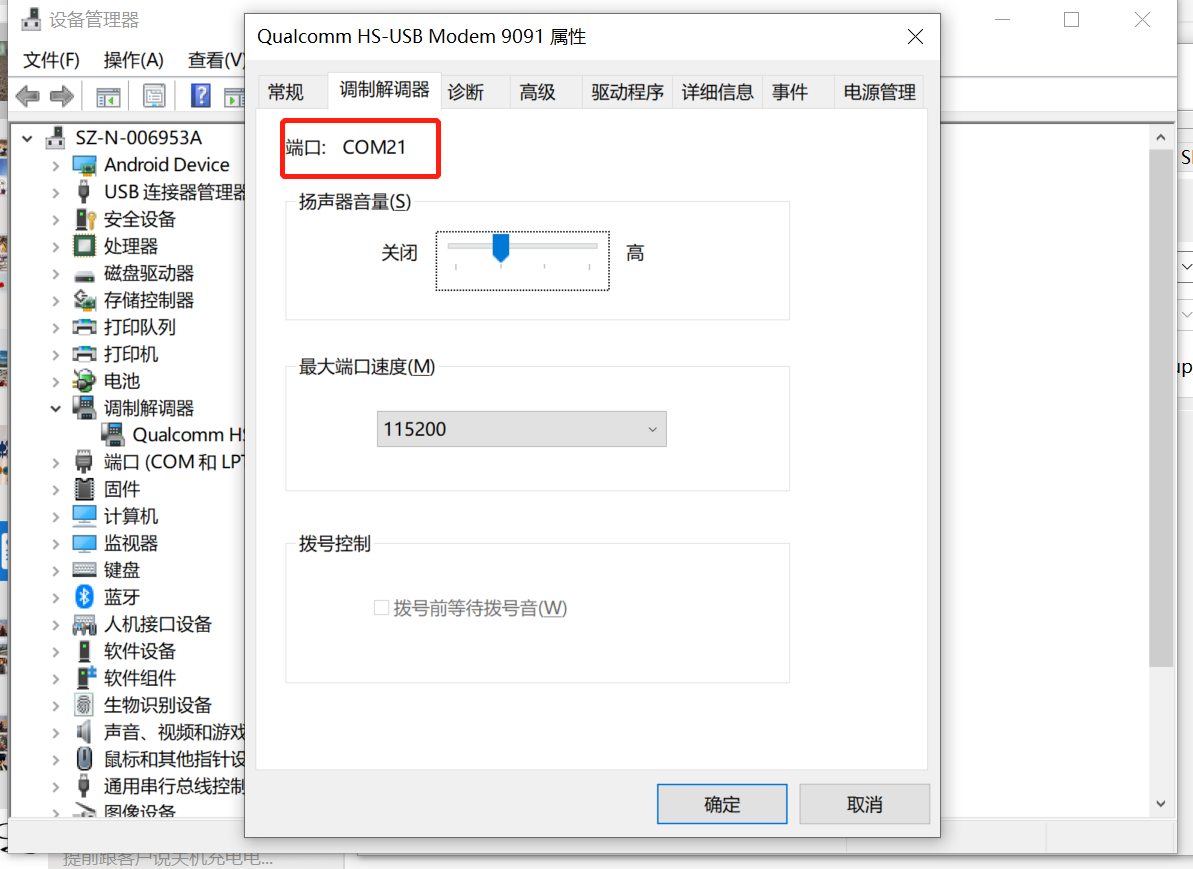 设备管理器
文件(F) 操作(A) 查看(V)
Qualcomm HS-USB Modem 9091 属性
常规 调制解调器 诊断 高级 驱动程序 详细信息 事件 电源管理
端口: COM21
扬声器音量(S)
关闭 高
最大端口速度(M)
115200
拨号控制
拨号前等待拨号音(W)
确定 取消
SZ-N-006953A
Android Device
USB 连接器管理器
安全设备
处理器
磁盘驱动器
存储控制器
打印队列
打印机
电池
调制解调器
Qualcomm HS
端口 (COM 和 LPT
固件
计算机
监视器
键盘
蓝牙
人机接口设备
软件设备
软件组件
生物识别设备
声音、视频和游戏
鼠标和其他指针设
通用串行总线控制
图像设备
提前跟客户说关机充电电...
up